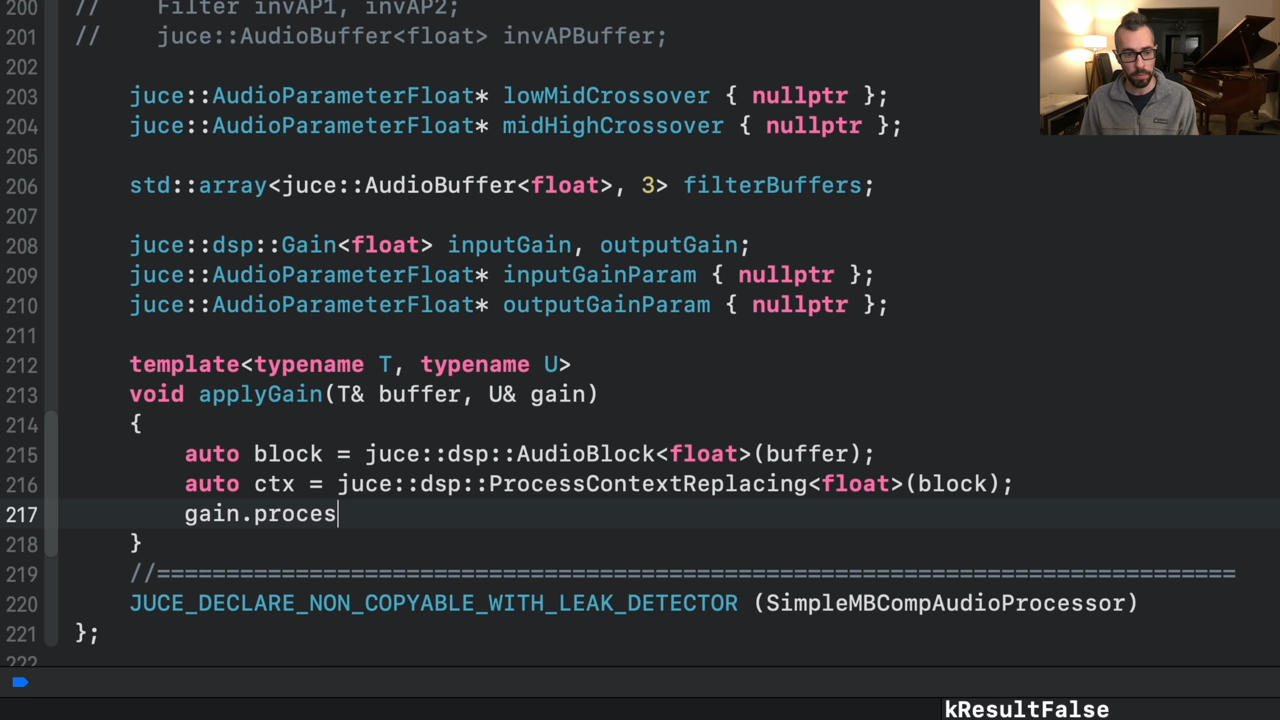 200 //    Filter invAP1, invAP2;
201 //    juce::AudioBuffer<float> invAPBuffer;
202
203     juce::AudioParameterFloat* lowMidCrossover { nullptr };
204     juce::AudioParameterFloat* midHighCrossover { nullptr };
205
206     std::array<juce::AudioBuffer<float>, 3> filterBuffers;
207
208     juce::dsp::Gain<float> inputGain, outputGain;
209     juce::AudioParameterFloat* inputGainParam { nullptr };
210     juce::AudioParameterFloat* outputGainParam { nullptr };
211
212     template<typename T, typename U>
213     void applyGain(T& buffer, U& gain)
214     {
215         auto block = juce::dsp::AudioBlock<float>(buffer);
216         auto ctx = juce::dsp::ProcessContextReplacing<float>(block);
217         gain.proces
218     }
219     //==============================================================================
220     JUCE_DECLARE_NON_COPYABLE_WITH_LEAK_DETECTOR (SimpleMBCompAudioProcessor)
221 };
222
kResultFalse